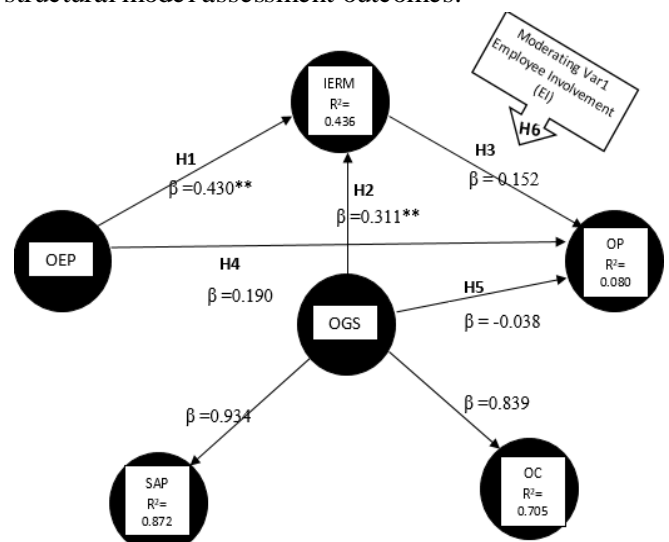 structural model assessment outcomes.
Moderating Var1
Employee Involvement
(EI)
H6
IERM
R²=
0.436
H1
β =0.430**
H2
β =0.311**
H3
β = 0.152
OEP
OP
R²=
0.080
H4
β =0.190
OGS
H5
β = -0.038
β =0.934
β =0.839
SAP
R²=
0.872
OC
R²=
0.705